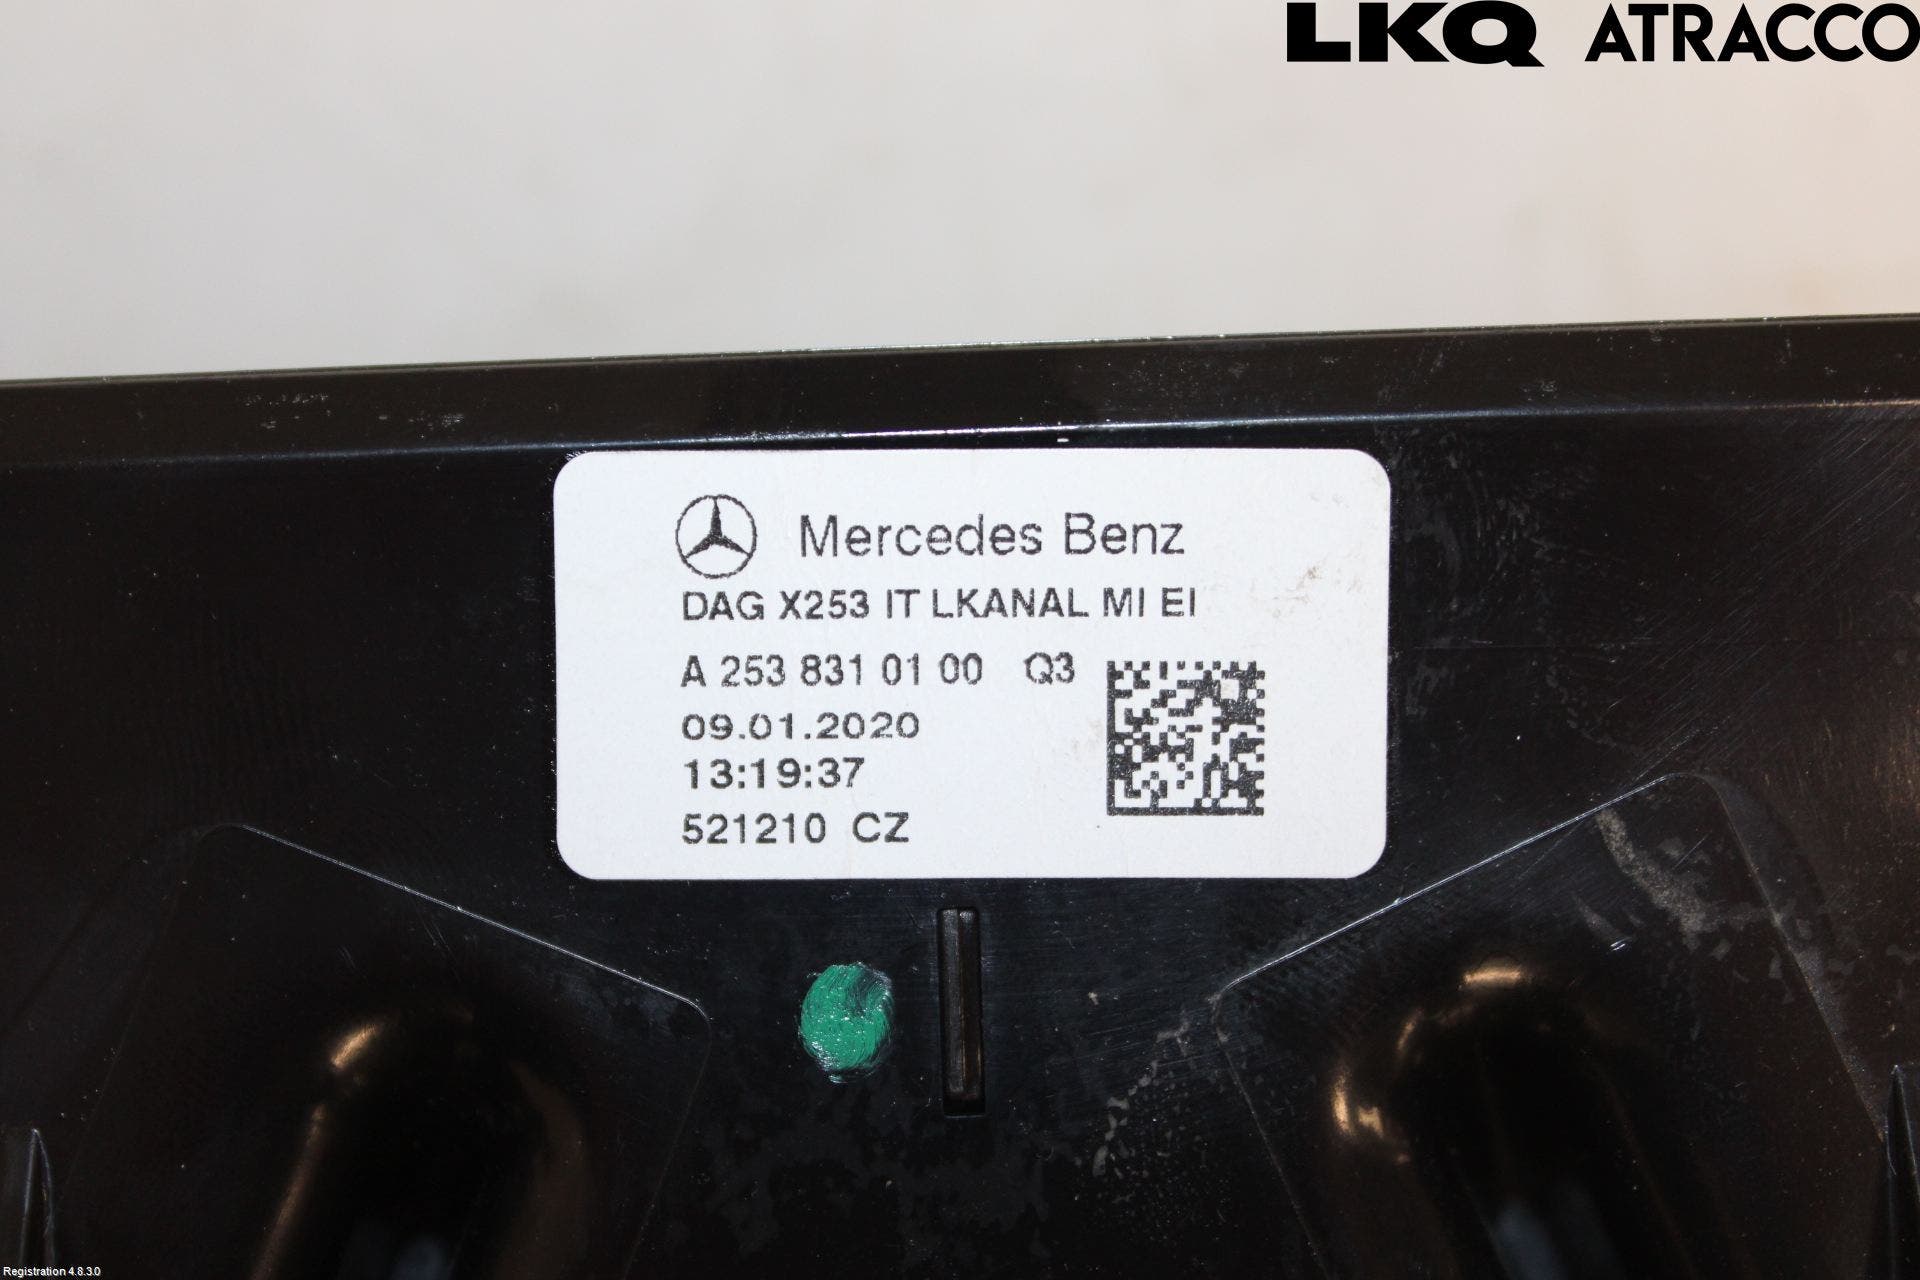 LKQ ATRACCO
Mercedes Benz
DAG X253 IT LKANAL MI EI
A 253 831 01 00 Q3
09.01.2020
13:19:37
521210 CZ
Registration 4.8.3.0